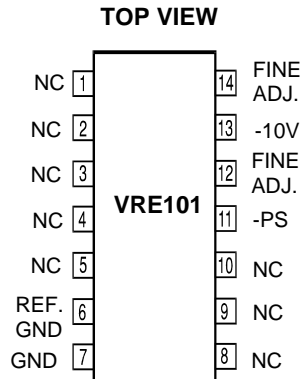 TOP VIEW
NC 1
NC 2
NC 3
NC 4
NC 5
REF.
GND 6
GND 7
VRE101
14 FINE
ADJ.
13 -10V
12 FINE
ADJ.
11 -PS
10 NC
9 NC
8 NC